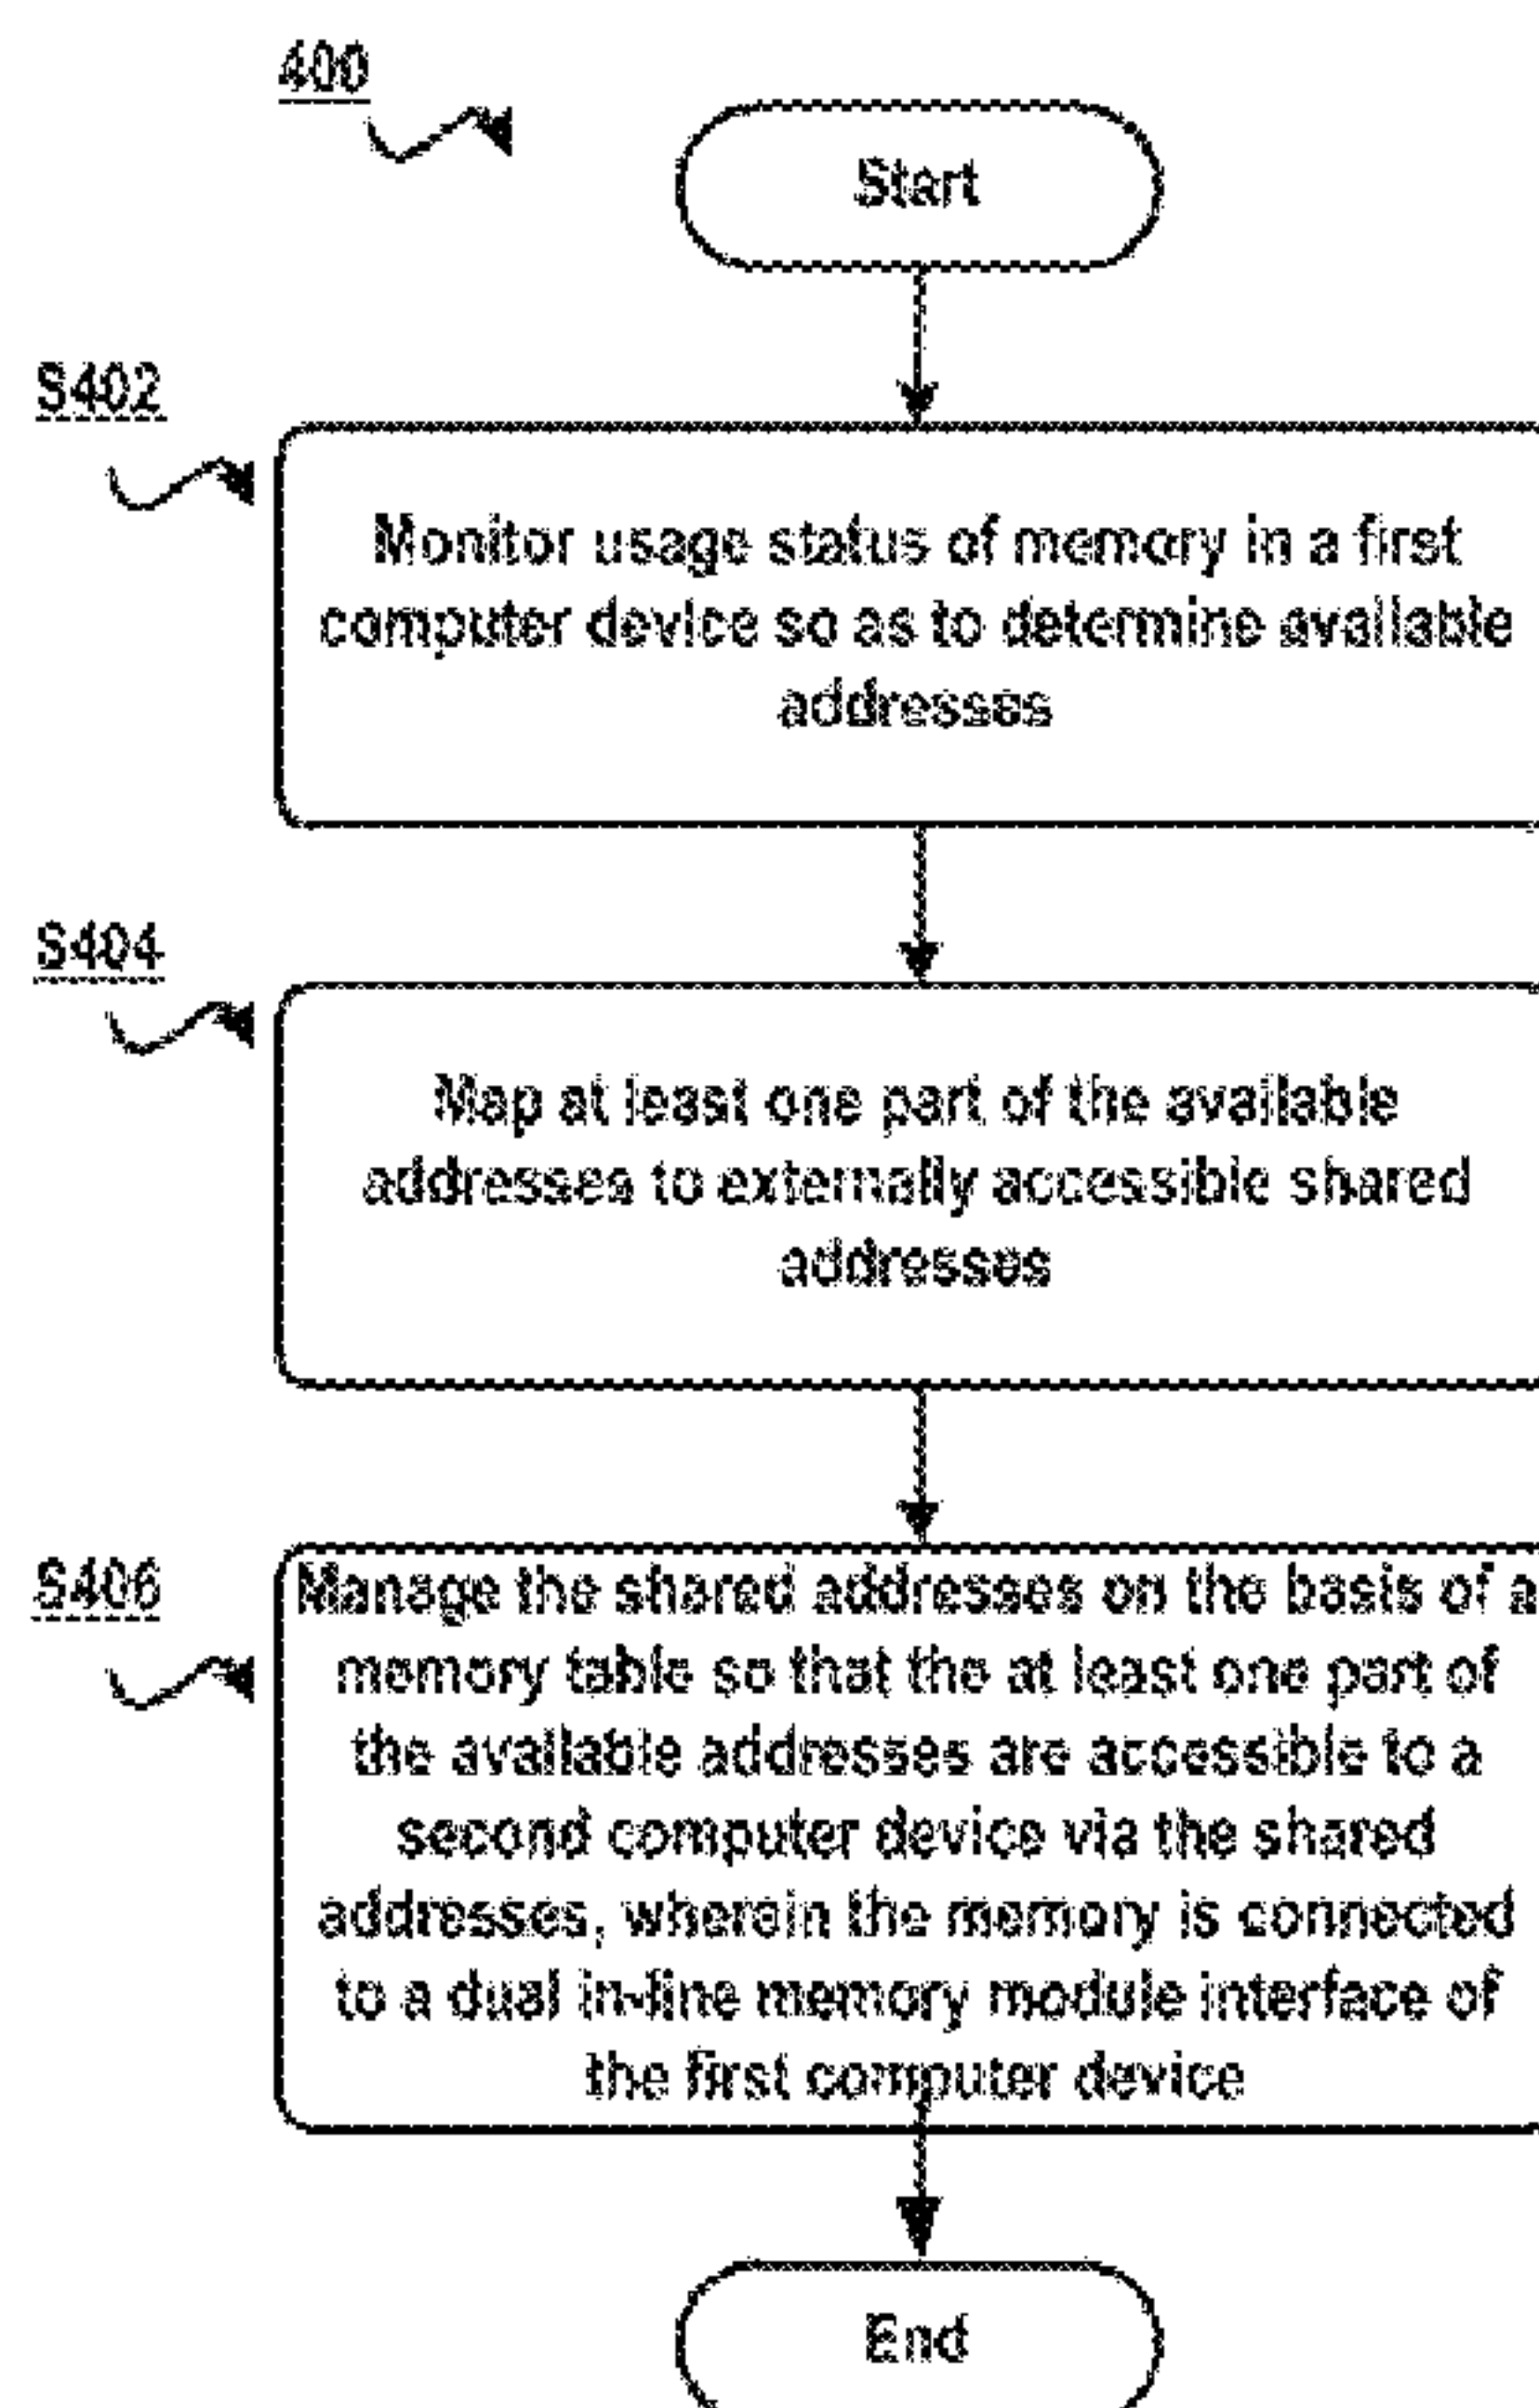 400
Start
S402
Monitor usage status of memory in a first
computer device so as to determine available
addresses
S404
Map at least one part of the available
addresses to externally accessible shared
addresses
S406
Manage the shared addresses on the basis of a
memory table so that the at least one part of
the available addresses are accessible to a
second computer device via the shared
addresses, wherein the memory is connected
to a dual in-line memory module interface of
the first computer device
End